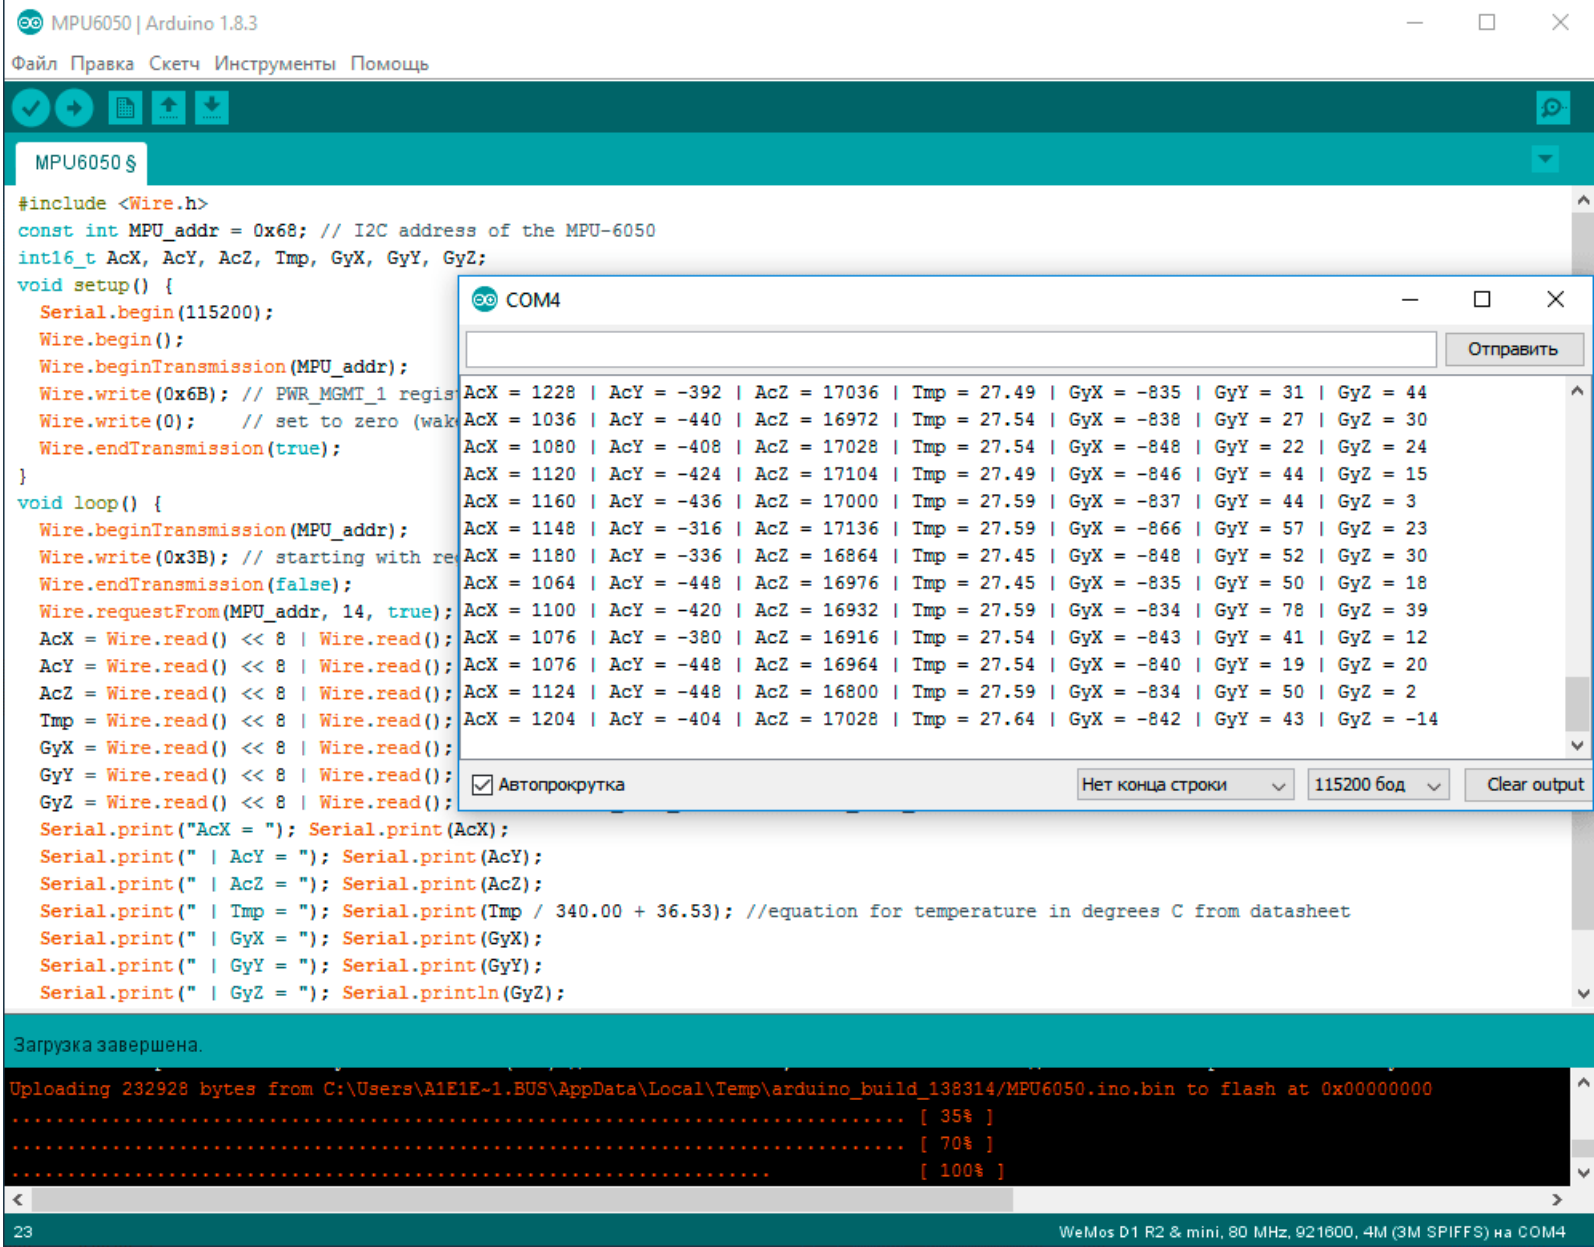 MPU6050 | Arduino 1.8.3
Файл Правка Скетч Инструменты Помощь
MPU6050 §
#include <Wire.h>
const int MPU_addr = 0x68; // I2C address of the MPU-6050
int16_t AcX, AcY, AcZ, Tmp, GyX, GyY, GyZ;
void setup() {
Serial.begin(115200);
Wire.begin();
Wire.beginTransmission(MPU_addr);
Wire.write(0x6B); // PWR_MGMT_1 regis
Wire.write(0); // set to zero (wak
Wire.endTransmission(true);
}
void loop() {
Wire.beginTransmission(MPU_addr);
Wire.write(0x3B); // starting with re
Wire.endTransmission(false);
Wire.requestFrom(MPU_addr, 14, true);
AcX = Wire.read() << 8 | Wire.read();
AcY = Wire.read() << 8 | Wire.read();
AcZ = Wire.read() << 8 | Wire.read();
Tmp = Wire.read() << 8 | Wire.read();
GyX = Wire.read() << 8 | Wire.read();
GyY = Wire.read() << 8 | Wire.read();
GyZ = Wire.read() << 8 | Wire.read();
Serial.print("AcX = "); Serial.print(AcX);
Serial.print(" | AcY = "); Serial.print(AcY);
Serial.print(" | AcZ = "); Serial.print(AcZ);
Serial.print(" | Tmp = "); Serial.print(Tmp / 340.00 + 36.53); //equation for temperature in degrees C from datasheet
Serial.print(" | GyX = "); Serial.print(GyX);
Serial.print(" | GyY = "); Serial.print(GyY);
Serial.print(" | GyZ = "); Serial.println(GyZ);
COM4
Отправить
AcX = 1228 | AcY = -392 | AcZ = 17036 | Tmp = 27.49 | GyX = -835 | GyY = 31 | GyZ = 44
AcX = 1036 | AcY = -440 | AcZ = 16972 | Tmp = 27.54 | GyX = -838 | GyY = 27 | GyZ = 30
AcX = 1080 | AcY = -408 | AcZ = 17028 | Tmp = 27.54 | GyX = -848 | GyY = 22 | GyZ = 24
AcX = 1120 | AcY = -424 | AcZ = 17104 | Tmp = 27.49 | GyX = -846 | GyY = 44 | GyZ = 15
AcX = 1160 | AcY = -436 | AcZ = 17000 | Tmp = 27.59 | GyX = -837 | GyY = 44 | GyZ = 3
AcX = 1148 | AcY = -316 | AcZ = 17136 | Tmp = 27.59 | GyX = -866 | GyY = 57 | GyZ = 23
AcX = 1180 | AcY = -336 | AcZ = 16864 | Tmp = 27.45 | GyX = -848 | GyY = 52 | GyZ = 30
AcX = 1064 | AcY = -448 | AcZ = 16976 | Tmp = 27.45 | GyX = -835 | GyY = 50 | GyZ = 18
AcX = 1100 | AcY = -420 | AcZ = 16932 | Tmp = 27.59 | GyX = -834 | GyY = 78 | GyZ = 39
AcX = 1076 | AcY = -380 | AcZ = 16916 | Tmp = 27.54 | GyX = -843 | GyY = 41 | GyZ = 12
AcX = 1076 | AcY = -448 | AcZ = 16964 | Tmp = 27.54 | GyX = -840 | GyY = 19 | GyZ = 20
AcX = 1124 | AcY = -448 | AcZ = 16800 | Tmp = 27.59 | GyX = -834 | GyY = 50 | GyZ = 2
AcX = 1204 | AcY = -404 | AcZ = 17028 | Tmp = 27.64 | GyX = -842 | GyY = 43 | GyZ = -14
Автопрокрутка
Нет конца строки
115200 бод
Clear output
Загрузка завершена.
Uploading 232928 bytes from C:\Users\A1E1E~1.BUS\AppData\Local\Temp\arduino_build_138314/MPU6050.ino.bin to flash at 0x00000000
................................................................................ [ 35% ]
................................................................................ [ 70% ]
.................................................................... [ 100% ]
23
WeMos D1 R2 & mini, 80 MHz, 921600, 4M (3M SPIFFS) на COM4